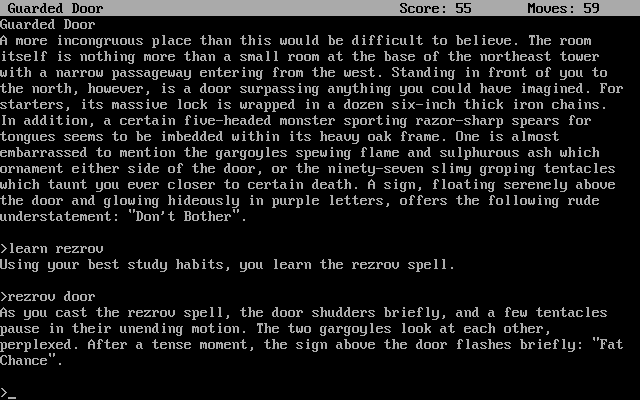 Guarded Door Score: 55 Moves: 59
Guarded Door
A more incongruous place than this would be difficult to believe. The room
itself is nothing more than a small room at the base of the northeast tower
with a narrow passageway entering from the west. Standing in front of you to
the north, however, is a door surpassing anything you could have imagined. For
starters, its massive lock is wrapped in a dozen six-inch thick iron chains.
In addition, a certain five-headed monster sporting razor-sharp spears for
tongues seems to be imbedded within its heavy oak frame. One is almost
embarrassed to mention the gargoyles spewing flame and sulphurous ash which
ornament either side of the door, or the ninety-seven slimy groping tentacles
which taunt you ever closer to certain death. A sign, floating serenely above
the door and glowing hideously in purple letters, offers the following rude
understatement: "Don't Bother".
>learn rezrov
Using your best study habits, you learn the rezrov spell.
>rezrov door
As you cast the rezrov spell, the door shudders briefly, and a few tentacles
pause in their unending motion. The two gargoyles look at each other,
perplexed. After a tense moment, the sign above the door flashes briefly: "Fat
Chance".
>_